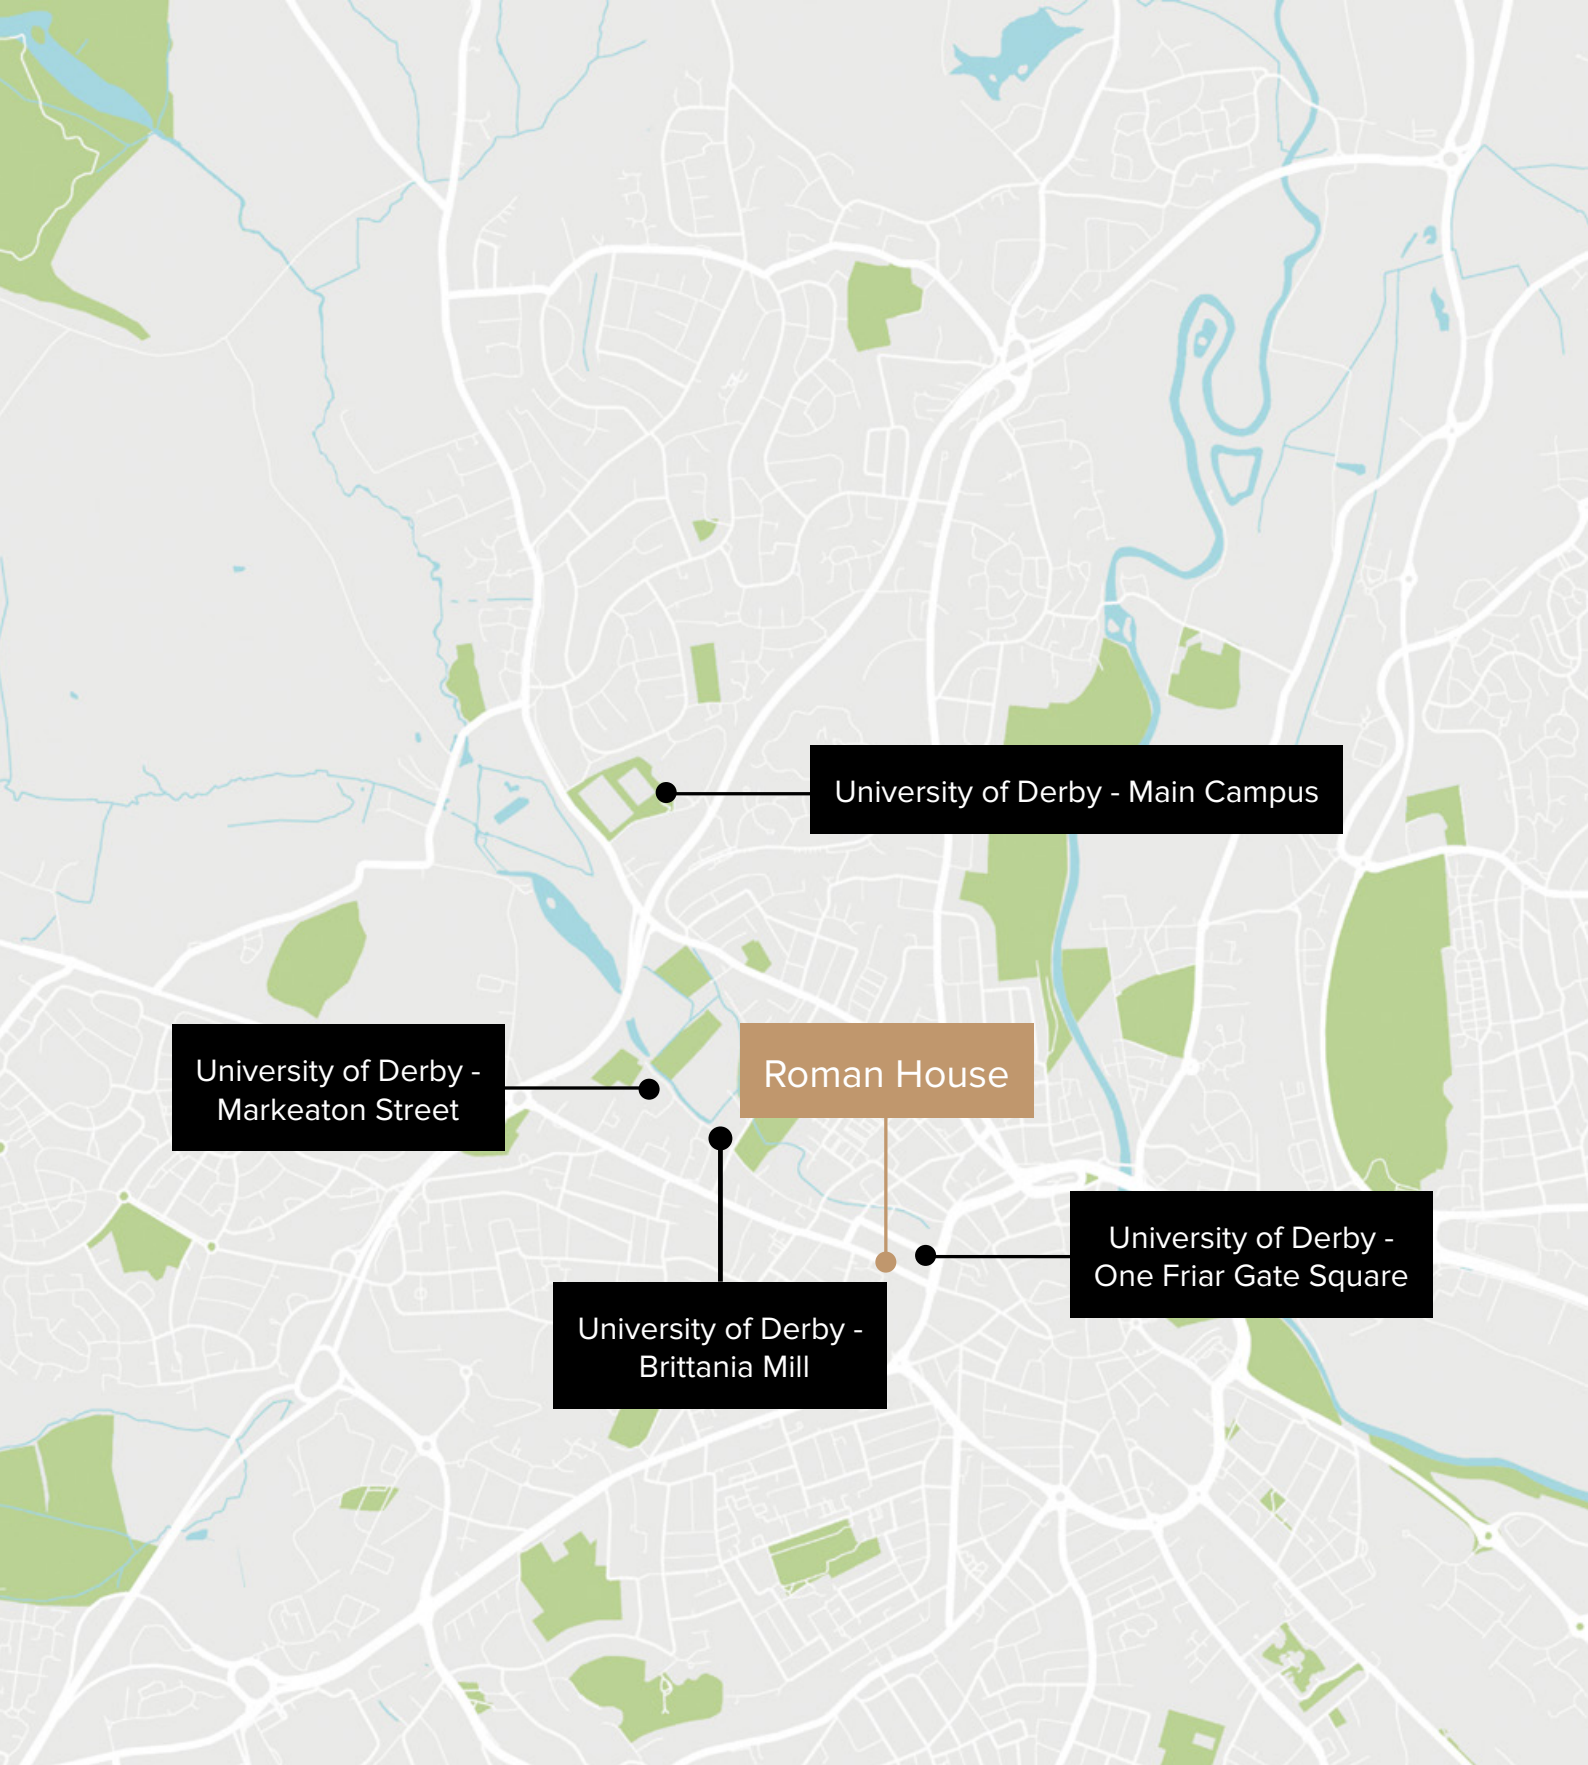 University of Derby - Main Campus
University of Derby -
Markeaton Street
Roman House
University of Derby -
One Friar Gate Square
University of Derby -
Brittania Mill